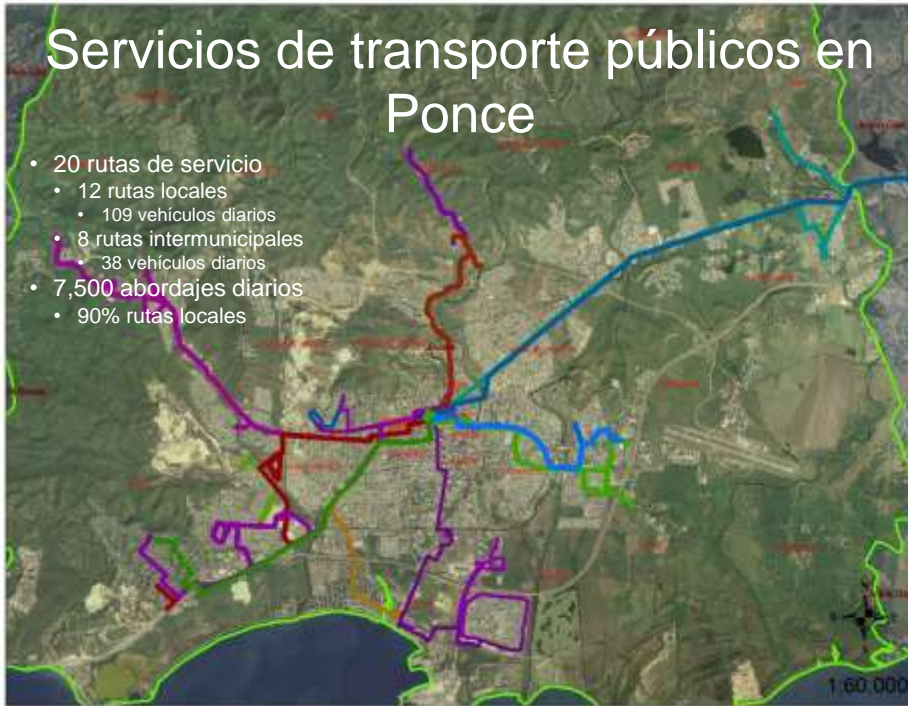 Servicios de transporte públicos en
Ponce
• 20 rutas de servicio
• 12 rutas locales
• 109 vehículos diarios
• 8 rutas intermunicipales
• 38 vehículos diarios
• 7,500 abordajes diarios
• 90% rutas locales
1:60,000